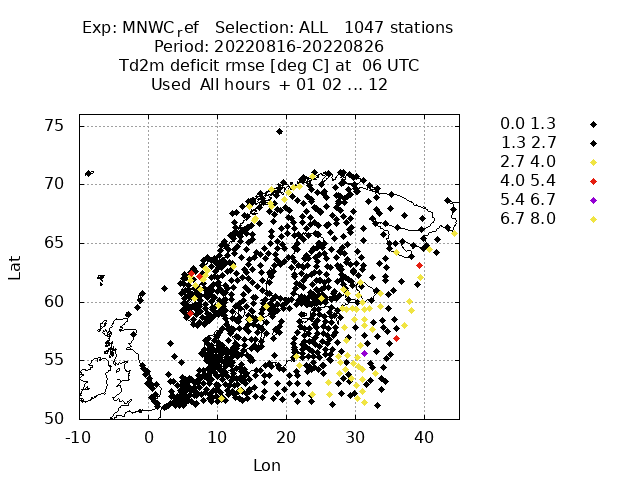 Exp: MNWCref Selection: ALL 1047 stations
Period: 20220816-20220826
Td2m deficit rmse [deg C] at 06 UTC
Used All hours + 01 02 ... 12
75
70
65
60
55
50
-10 0 10 20 30 40
Lat
Lon
0.0 1.3
1.3 2.7
2.7 4.0
4.0 5.4
5.4 6.7
6.7 8.0